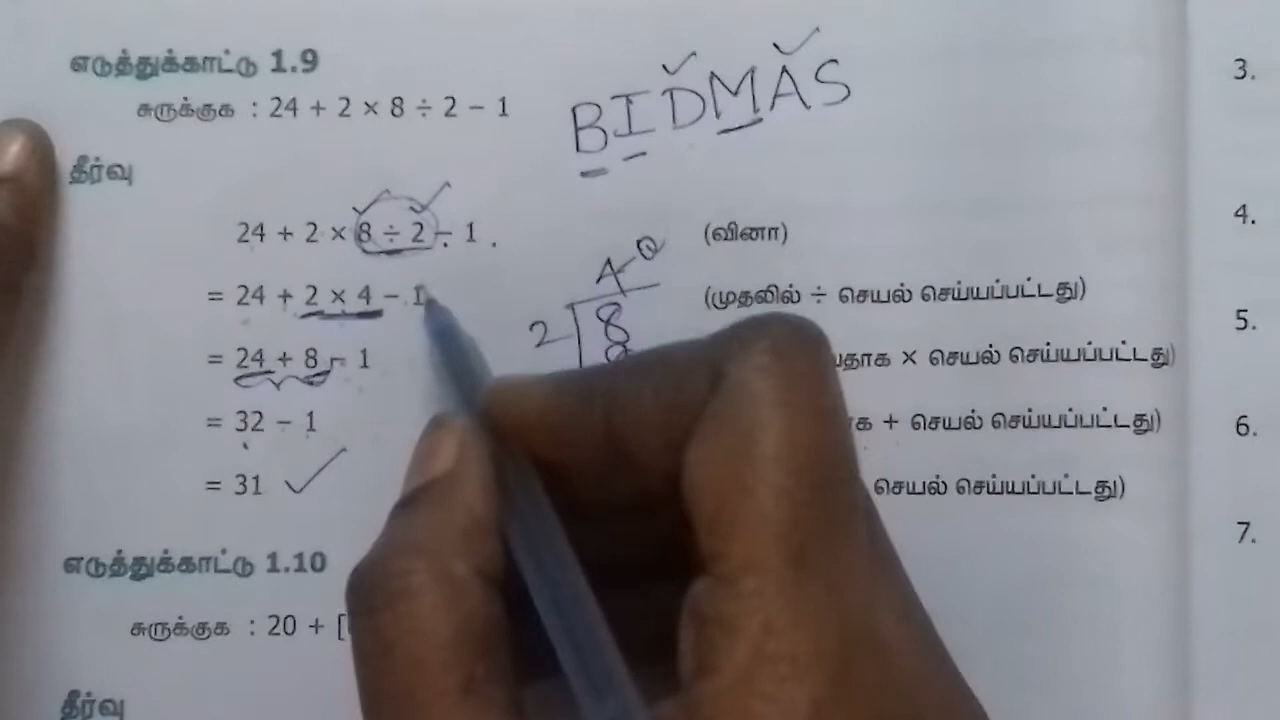 எடுத்துக்காட்டு 1.9
சுருக்குக : 24 + 2 × 8 ÷ 2 – 1
BIDMAS
தீர்வு
24 + 2 × 8 ÷ 2 – 1 . (வினா)
= 24 + 2 × 4 – 1 (முதலில் ÷ செயல் செய்யப்பட்டது)
4 Q
2 8
= 24 + 8 – 1 × செயல் செய்யப்பட்டது)
= 32 – 1 + செயல் செய்யப்பட்டது)
= 31 செயல் செய்யப்பட்டது)
எடுத்துக்காட்டு 1.10
சுருக்குக : 20 + [
தீர்வு
3.
4.
5.
6.
7.